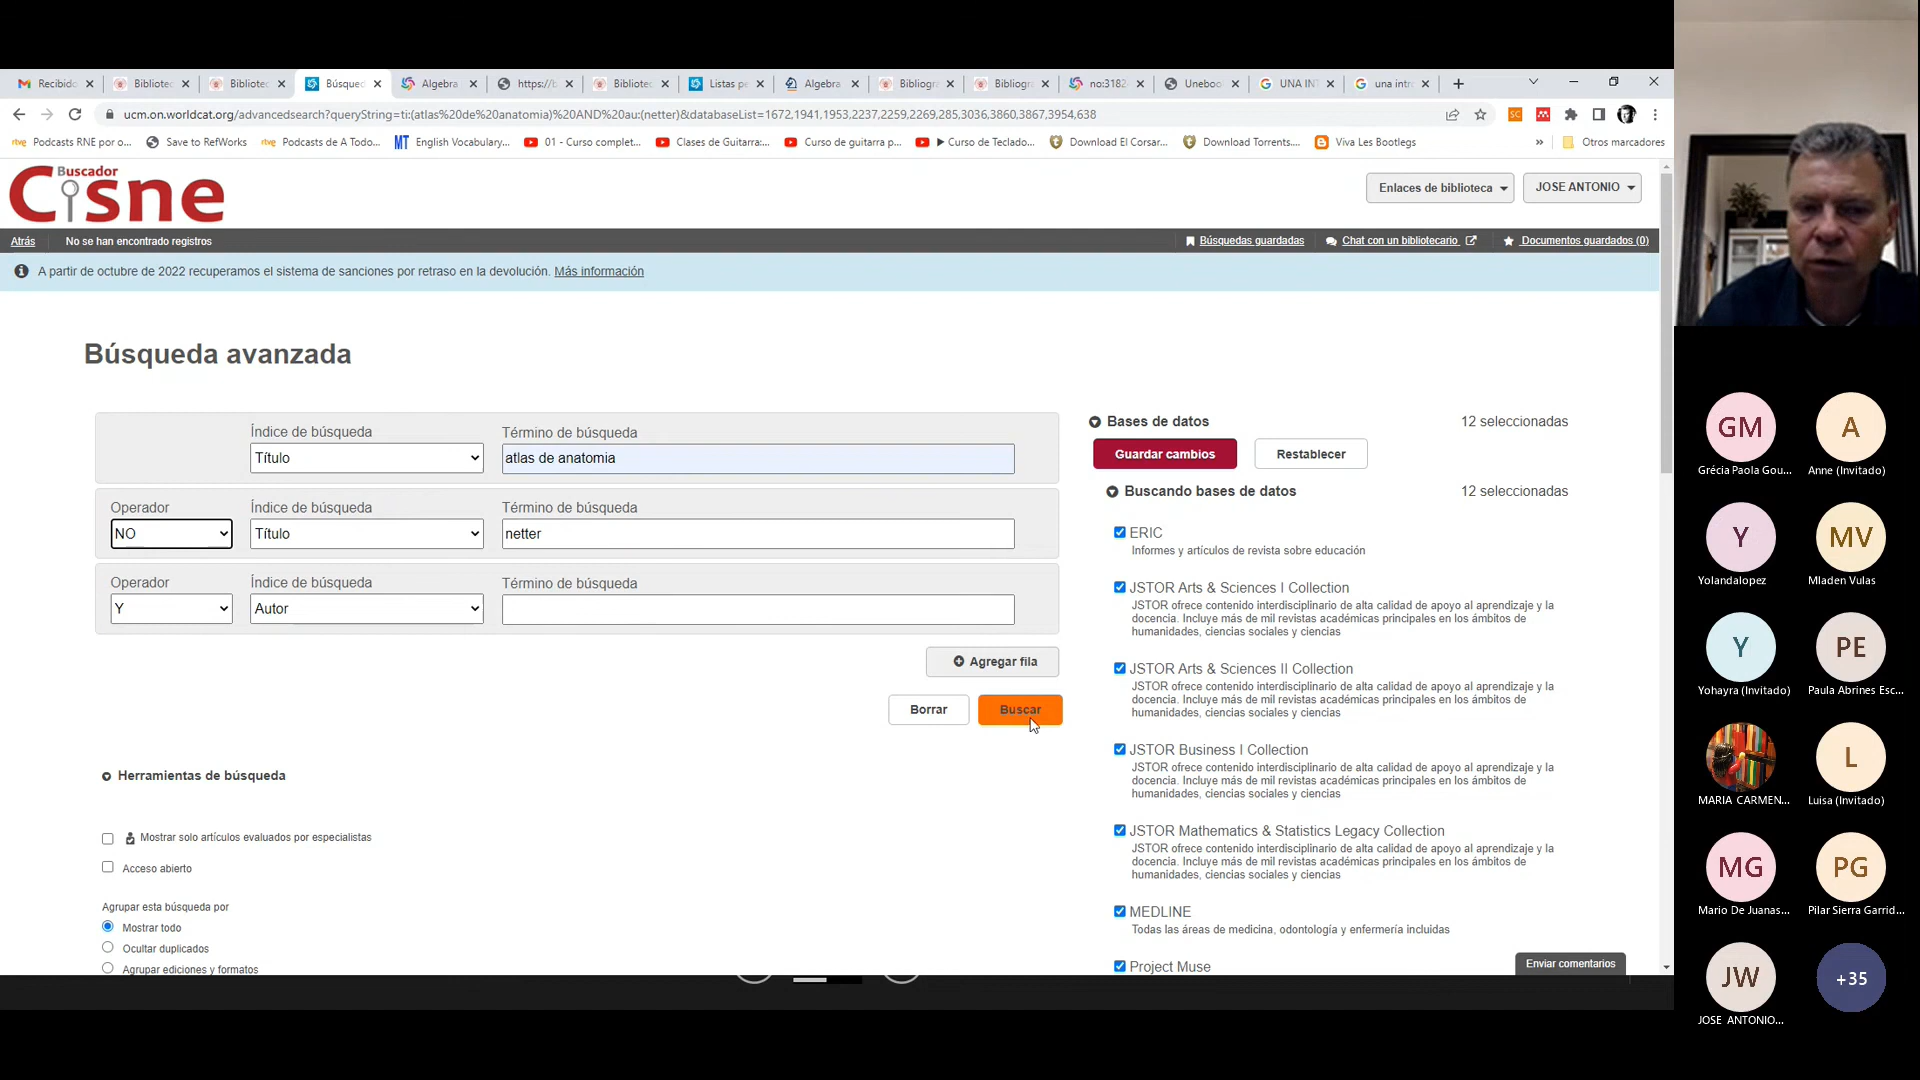 Recibido
Bibliotec
Bibliotec
Búsqued
Algebra
https://b
Bibliotec
Listas pe
Algebra
Bibliogra
Bibliogra
no:3182
Uneboo
UNA INT
una intr
ucm.on.worldcat.org/advancedsearch?queryString=ti:(atlas%20de%20anatomia)%20AND%20au:(netter)&databaseList=1672,1941,1953,2237,2259,2269,285,3036,3860,3867,3954,638
Podcasts RNE por o...
Save to RefWorks
Podcasts de A Todo...
English Vocabulary...
01 - Curso complet...
Clases de Guitarra:...
Curso de guitarra p...
Curso de Teclado...
Download El Corsar...
Download Torrents....
Viva Les Bootlegs
»
Otros marcadores
Buscador
Cisne
Enlaces de biblioteca
JOSE ANTONIO
Atrás
No se han encontrado registros
Búsquedas guardadas
Chat con un bibliotecario
Documentos guardados (0)
A partir de octubre de 2022 recuperamos el sistema de sanciones por retraso en la devolución. Más información
Búsqueda avanzada
Índice de búsqueda
Término de búsqueda
Título
atlas de anatomia
Operador
Índice de búsqueda
Término de búsqueda
NO
Título
netter
Operador
Índice de búsqueda
Término de búsqueda
Y
Autor
Agregar fila
Borrar
Buscar
Herramientas de búsqueda
Mostrar solo artículos evaluados por especialistas
Acceso abierto
Agrupar esta búsqueda por
Mostrar todo
Ocultar duplicados
Agrupar ediciones y formatos
Bases de datos
12 seleccionadas
Guardar cambios
Restablecer
Buscando bases de datos
12 seleccionadas
ERIC
Informes y artículos de revista sobre educación
JSTOR Arts & Sciences I Collection
JSTOR ofrece contenido interdisciplinario de alta calidad de apoyo al aprendizaje y la
docencia. Incluye más de mil revistas académicas principales en los ámbitos de
humanidades, ciencias sociales y ciencias
JSTOR Arts & Sciences II Collection
JSTOR ofrece contenido interdisciplinario de alta calidad de apoyo al aprendizaje y la
docencia. Incluye más de mil revistas académicas principales en los ámbitos de
humanidades, ciencias sociales y ciencias
JSTOR Business I Collection
JSTOR ofrece contenido interdisciplinario de alta calidad de apoyo al aprendizaje y la
docencia. Incluye más de mil revistas académicas principales en los ámbitos de
humanidades, ciencias sociales y ciencias
JSTOR Mathematics & Statistics Legacy Collection
JSTOR ofrece contenido interdisciplinario de alta calidad de apoyo al aprendizaje y la
docencia. Incluye más de mil revistas académicas principales en los ámbitos de
humanidades, ciencias sociales y ciencias
MEDLINE
Todas las áreas de medicina, odontología y enfermería incluidas
Project Muse
Enviar comentarios
GM
A
Grécia Paola Gou...
Anne (Invitado)
Y
MV
Yolandalopez
Mladen Vulas
Y
PE
Yohayra (Invitado)
Paula Abrines Esc...
L
MARIA CARMEN...
Luisa (Invitado)
MG
PG
Mario De Juanas...
Pilar Sierra Garrid...
JW
+35
JOSE ANTONIO...